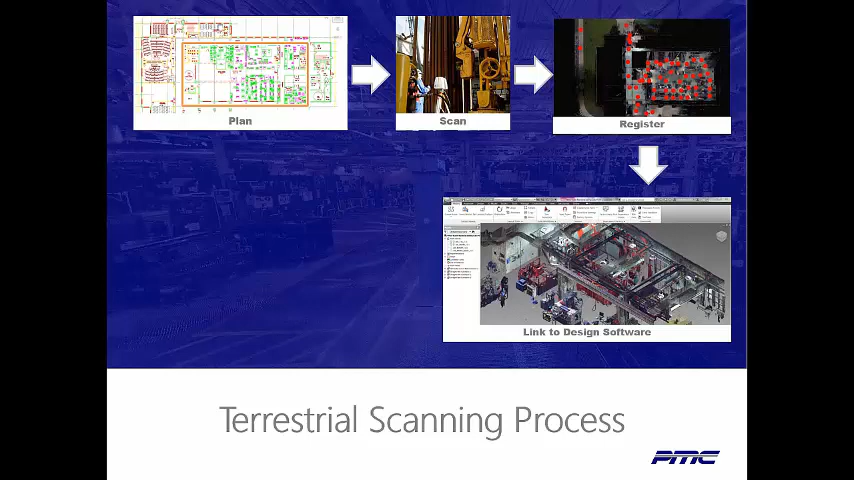 Plan
Scan
Register
Link to Design Software
Terrestrial Scanning Process
PMC